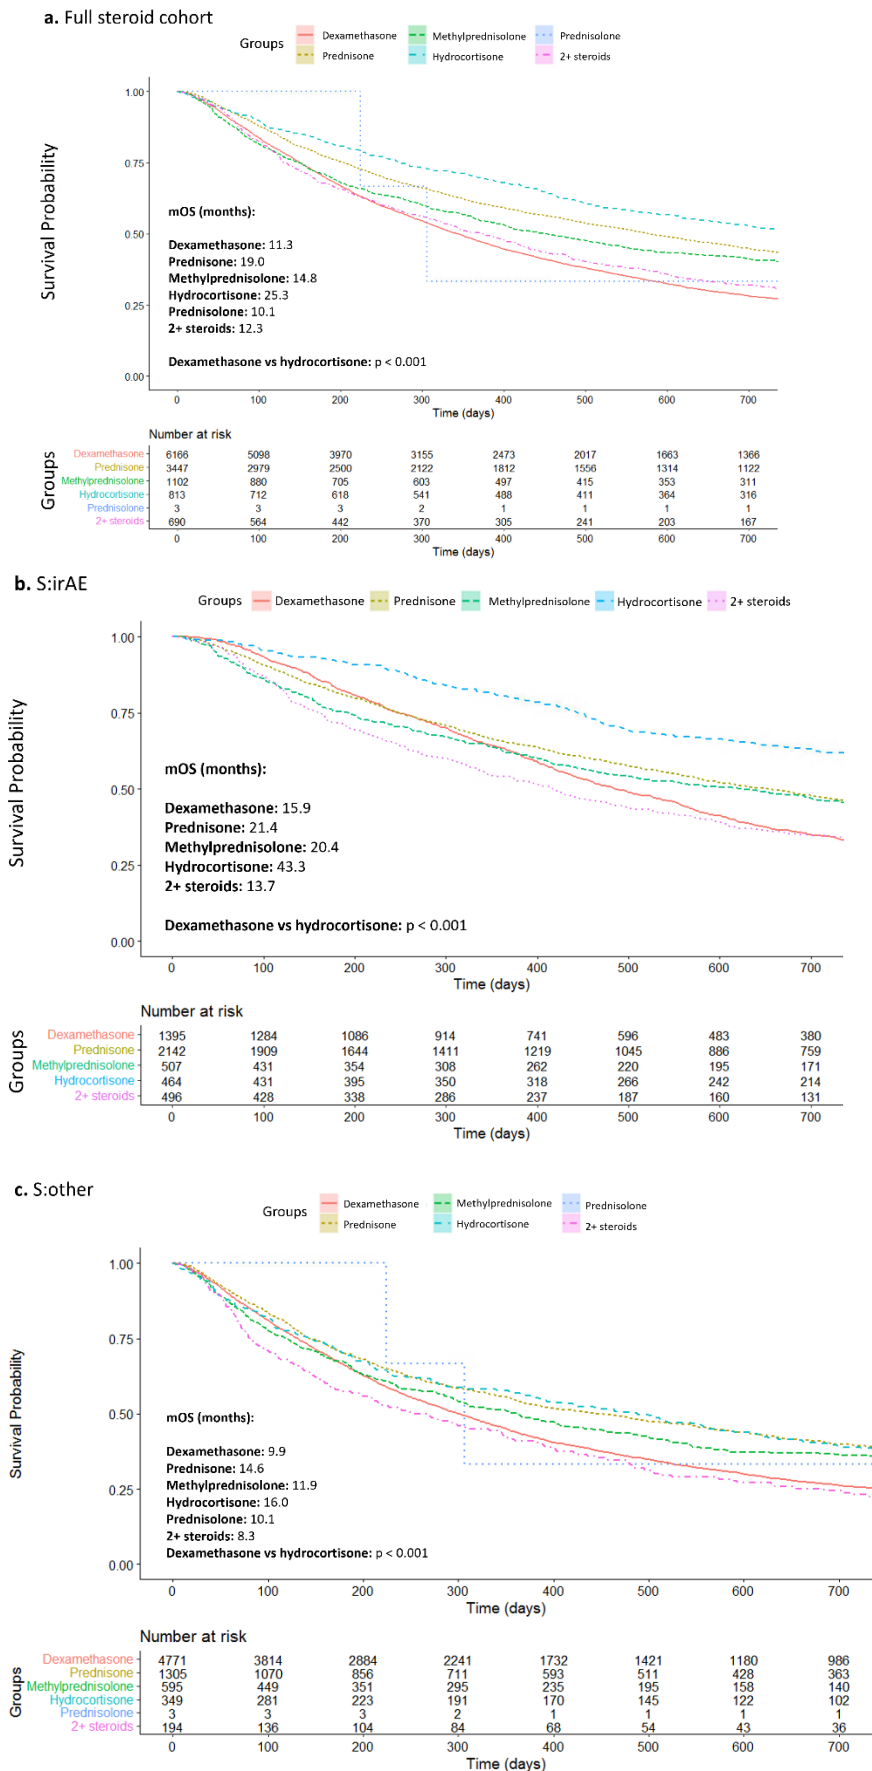 a. Full steroid cohort
Groups
Dexamethasone Methylprednisolone Prednisolone
Prednisone Hydrocortisone 2+ steroids
Survival Probability
1.00
0.75
0.50
0.25
0.00
mOS (months):
Dexamethasone: 11.3
Prednisone: 19.0
Methylprednisolone: 14.8
Hydrocortisone: 25.3
Prednisolone: 10.1
2+ steroids: 12.3
Dexamethasone vs hydrocortisone: p < 0.001
0 100 200 300 400 500 600 700
Time (days)
Number at risk
Groups
Dexamethasone 6166 5098 3970 3155 2473 2017 1663 1366
Prednisone 3447 2979 2500 2122 1812 1556 1314 1122
Methylprednisolone 1102 880 705 603 497 415 353 311
Hydrocortisone 813 712 618 541 488 411 364 316
Prednisolone 3 3 3 2 1 1 1 1
2+ steroids 690 564 442 370 305 241 203 167
0 100 200 300 400 500 600 700
Time (days)
b. S:irAE
Groups Dexamethasone Prednisone Methylprednisolone Hydrocortisone 2+ steroids
Survival Probability
1.00
0.75
0.50
0.25
0.00
mOS (months):
Dexamethasone: 15.9
Prednisone: 21.4
Methylprednisolone: 20.4
Hydrocortisone: 43.3
2+ steroids: 13.7
Dexamethasone vs hydrocortisone: p < 0.001
0 100 200 300 400 500 600 700
Time (days)
Number at risk
Groups
Dexamethasone 1395 1284 1086 914 741 596 483 380
Prednisone 2142 1909 1644 1411 1219 1045 886 759
Methylprednisolone 507 431 354 308 262 220 195 171
Hydrocortisone 464 431 395 350 318 266 242 214
2+ steroids 496 428 338 286 237 187 160 131
0 100 200 300 400 500 600 700
Time (days)
c. S:other
Groups
Dexamethasone Methylprednisolone Prednisolone
Prednisone Hydrocortisone 2+ steroids
Survival Probability
1.00
0.75
0.50
0.25
0.00
mOS (months):
Dexamethasone: 9.9
Prednisone: 14.6
Methylprednisolone: 11.9
Hydrocortisone: 16.0
Prednisolone: 10.1
2+ steroids: 8.3
Dexamethasone vs hydrocortisone: p < 0.001
0 100 200 300 400 500 600 700
Time (days)
Number at risk
Groups
Dexamethasone 4771 3814 2884 2241 1732 1421 1180 986
Prednisone 1305 1070 856 711 593 511 428 363
Methylprednisolone 595 449 351 295 235 195 158 140
Hydrocortisone 349 281 223 191 170 145 122 102
Prednisolone 3 3 3 2 1 1 1 1
2+ steroids 194 136 104 84 68 54 43 36
0 100 200 300 400 500 600 700
Time (days)